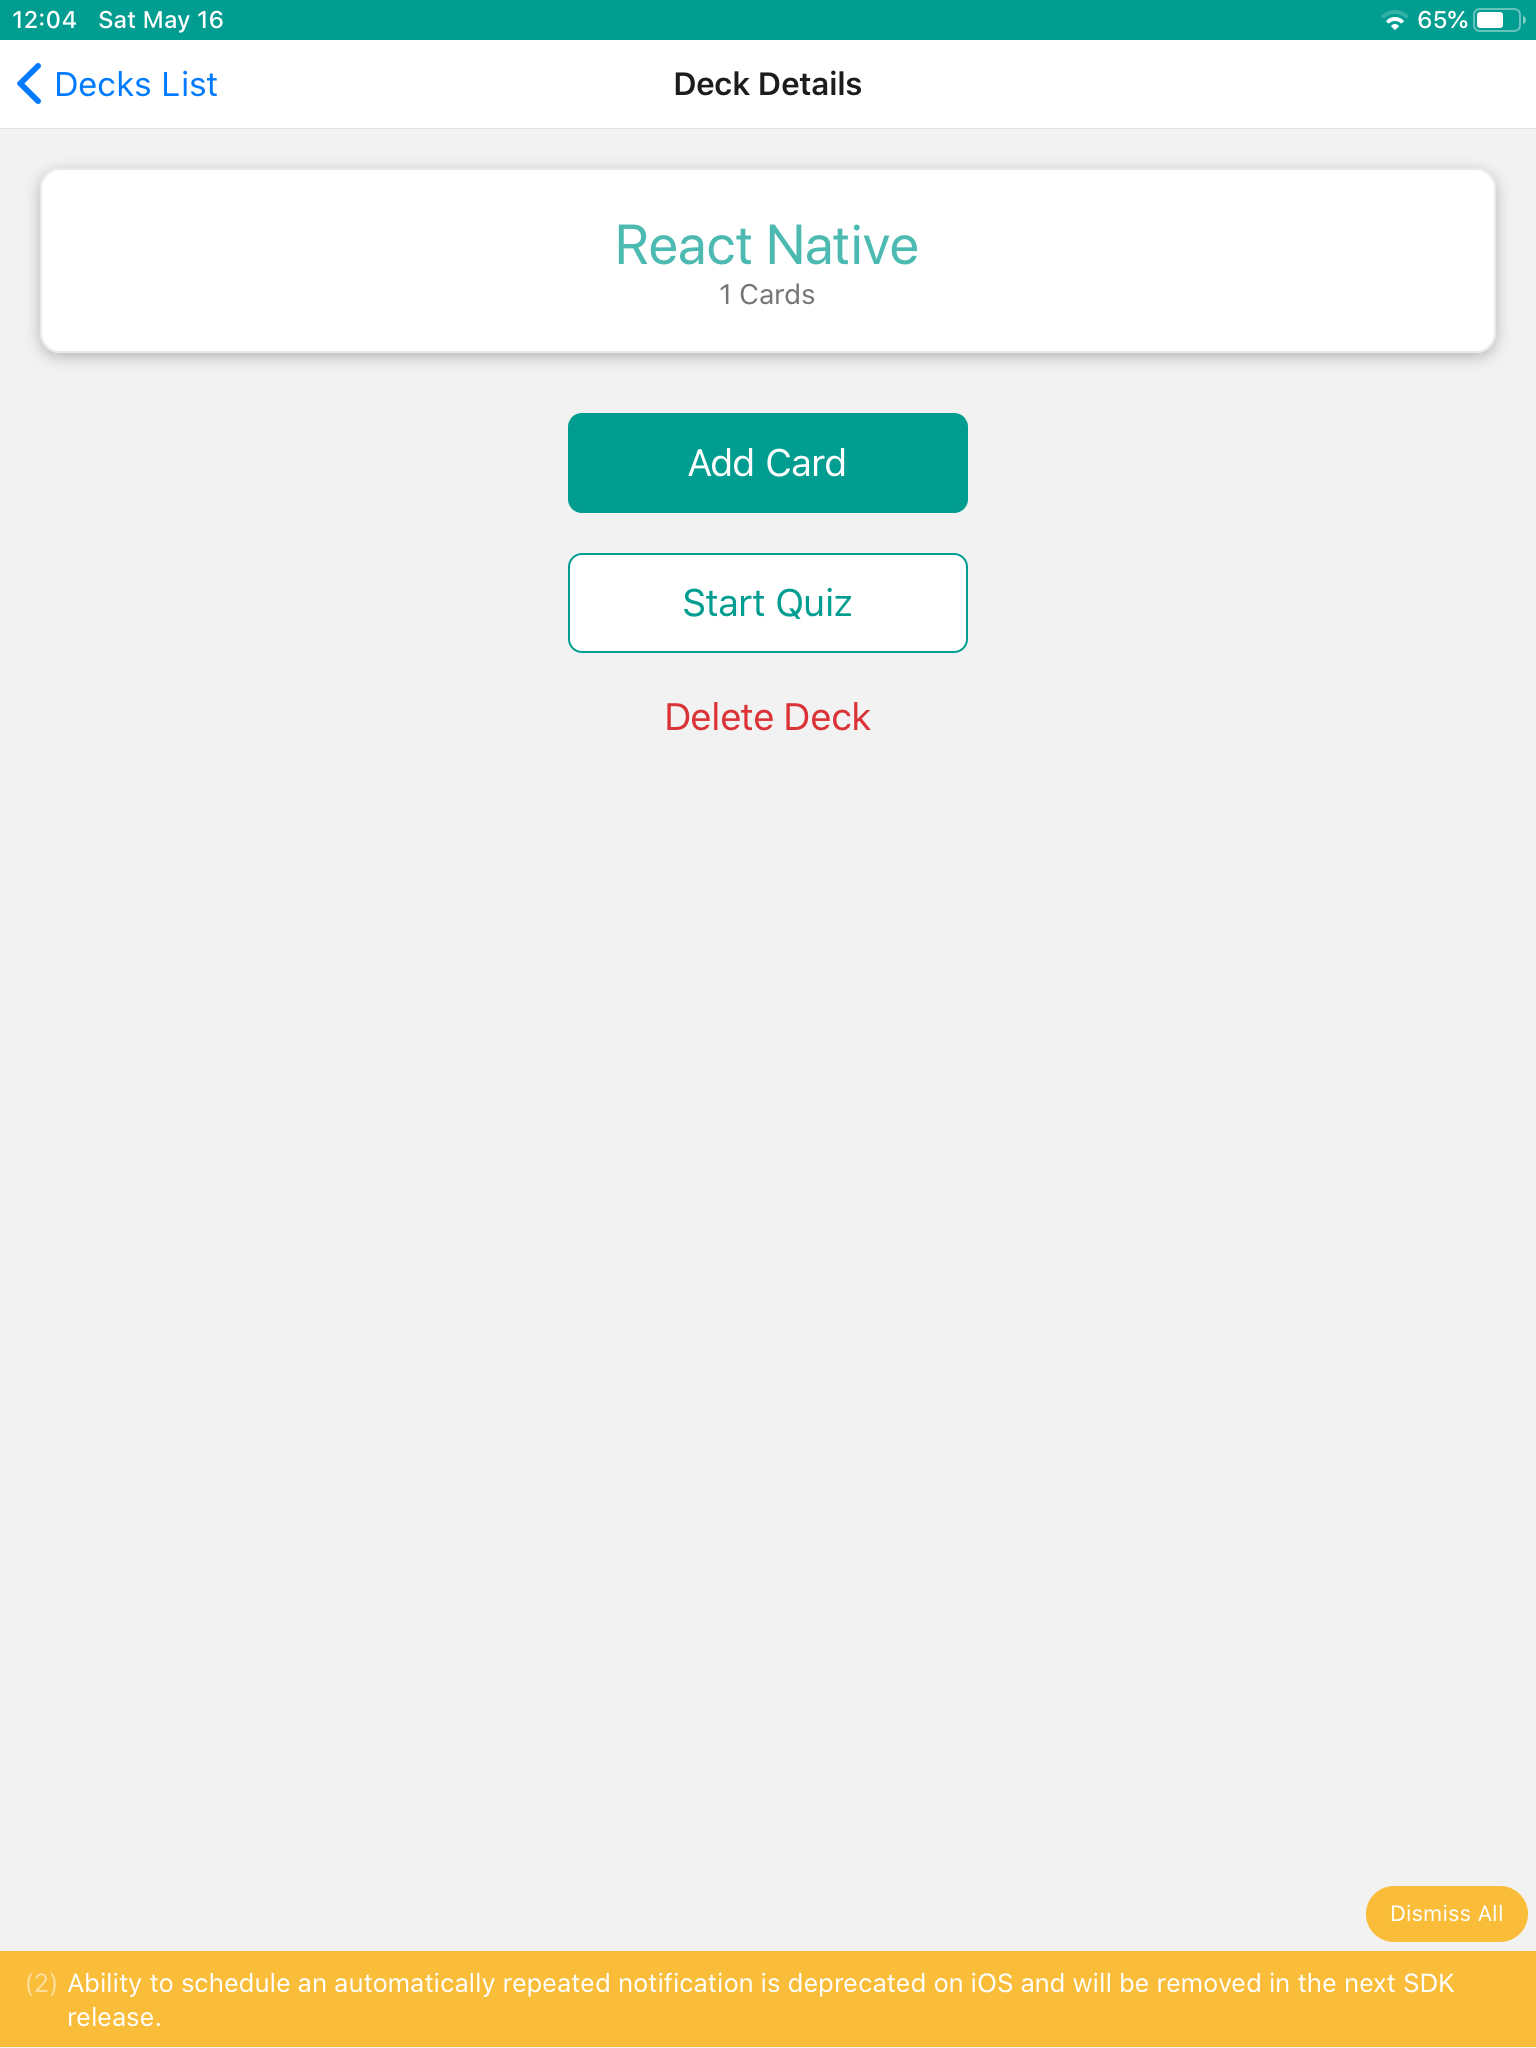 12:04 Sat May 16
65%
Decks List
Deck Details
React Native
1 Cards
Add Card
Start Quiz
Delete Deck
Dismiss All
(2) Ability to schedule an automatically repeated notification is deprecated on iOS and will be removed in the next SDK
release.